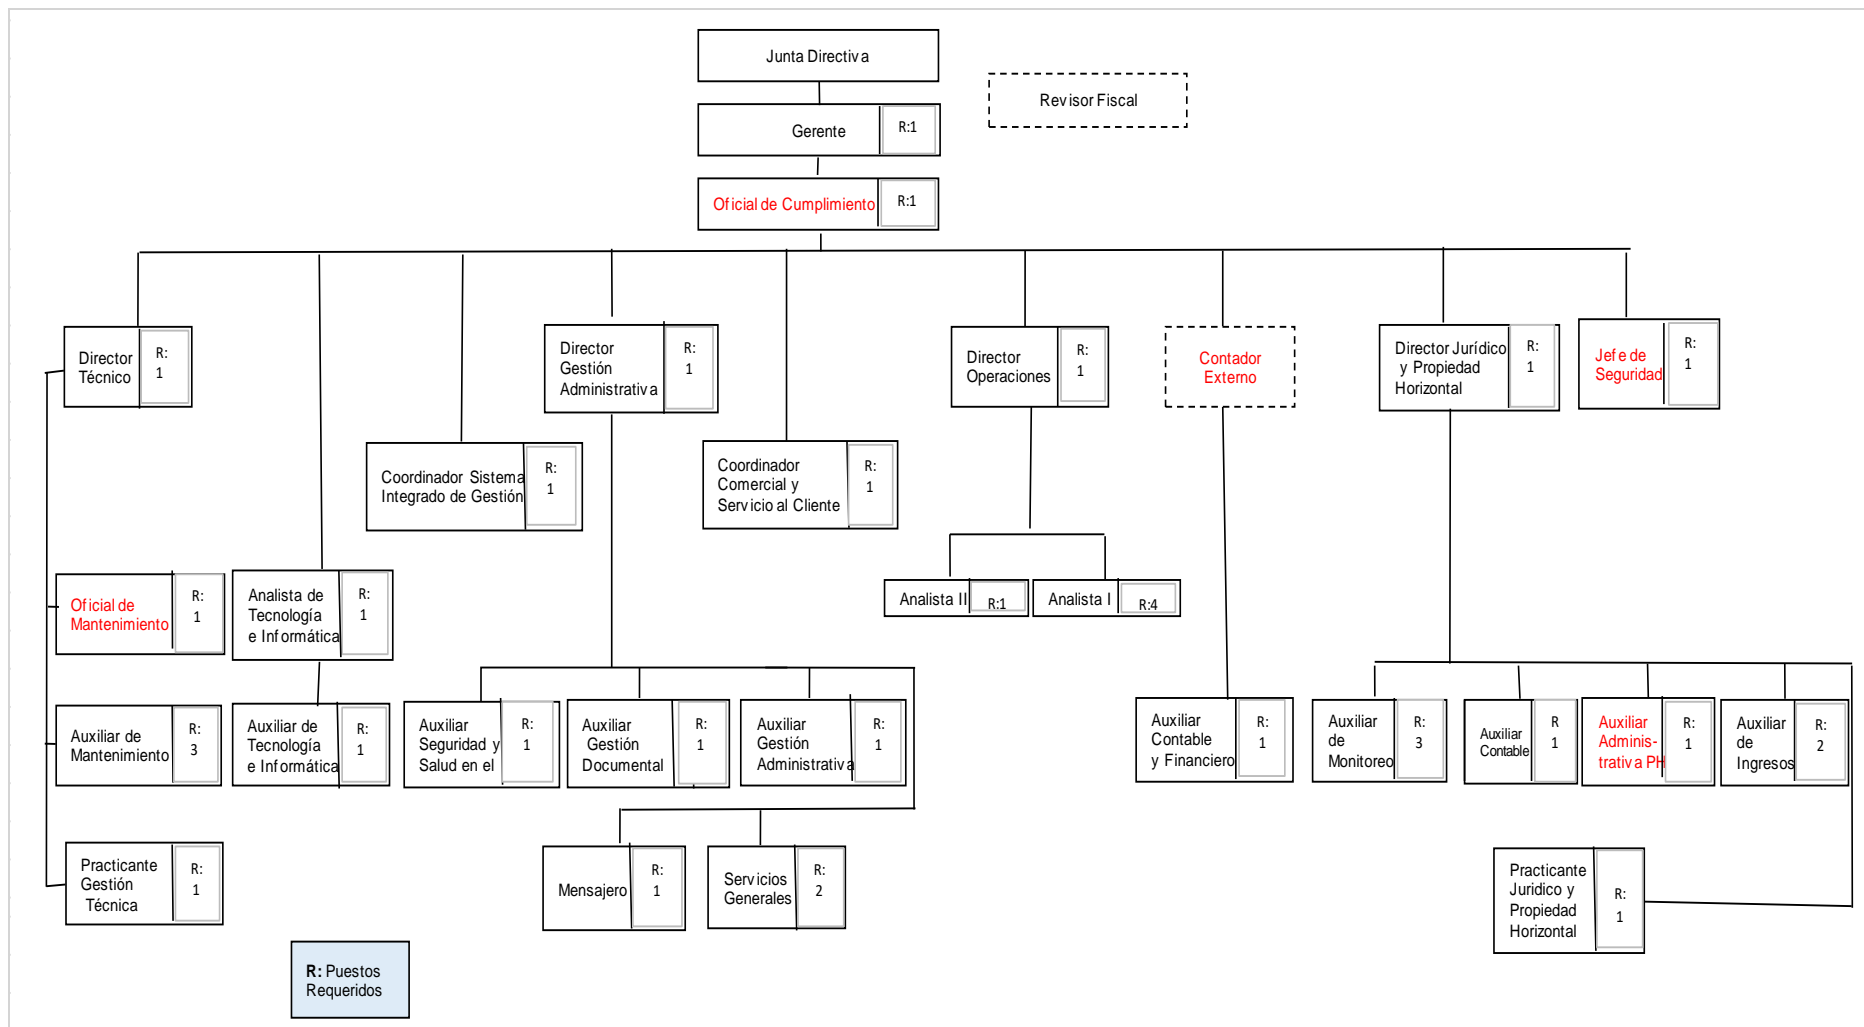 Junta Directiva
Revisor Fiscal
Gerente
R:1
Oficial de Cumplimiento
R:1
Director
Técnico
R:
1
Director
Gestión
Administrativa
R:
1
Director
Operaciones
R:
1
Contador
Externo
Director Jurídico
y Propiedad
Horizontal
R:
1
Jefe de
Seguridad
R:
1
Coordinador Sistema
Integrado de Gestión
R:
1
Coordinador
Comercial y
Servicio al Cliente
R:
1
Oficial de
Mantenimiento
R:
1
Analista de
Tecnología
e Informática
R:
1
Analista II
R:1
Analista I
R:4
Auxiliar de
Mantenimiento
R:
3
Auxiliar de
Tecnología
e Informática
R:
1
Auxiliar
Seguridad y
Salud en el
R:
1
Auxiliar
Gestión
Documental
R:
1
Auxiliar
Gestión
Administrativa
R:
1
Auxiliar
Contable
y Financiero
R:
1
Auxiliar
de
Monitoreo
R:
3
Auxiliar
Contable
R
1
Auxiliar
Adminis-
trativa PH
R:
1
Auxiliar
de
Ingresos
R:
2
Practicante
Gestión
Técnica
R:
1
Mensajero
R:
1
Servicios
Generales
R:
2
Practicante
Juridico y
Propiedad
Horizontal
R:
1
R: Puestos
Requeridos